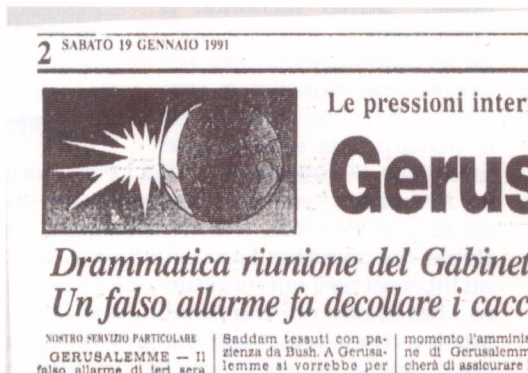 2 SABATO 19 GENNAIO 1991
Le pressioni inter
Gerus
Drammatica riunione del Gabinet
Un falso allarme fa decollare i cacc
NOSTRO SERVIZIO PARTICOLARE
GERUSALEMME — Il
falso allarme di ieri sera
Saddam tessuti con pa-
zienza da Bush. A Gerusa-
lemme si vorrebbe per
momento l'amminis
ne di Gerusalemm
cherà di assicurare